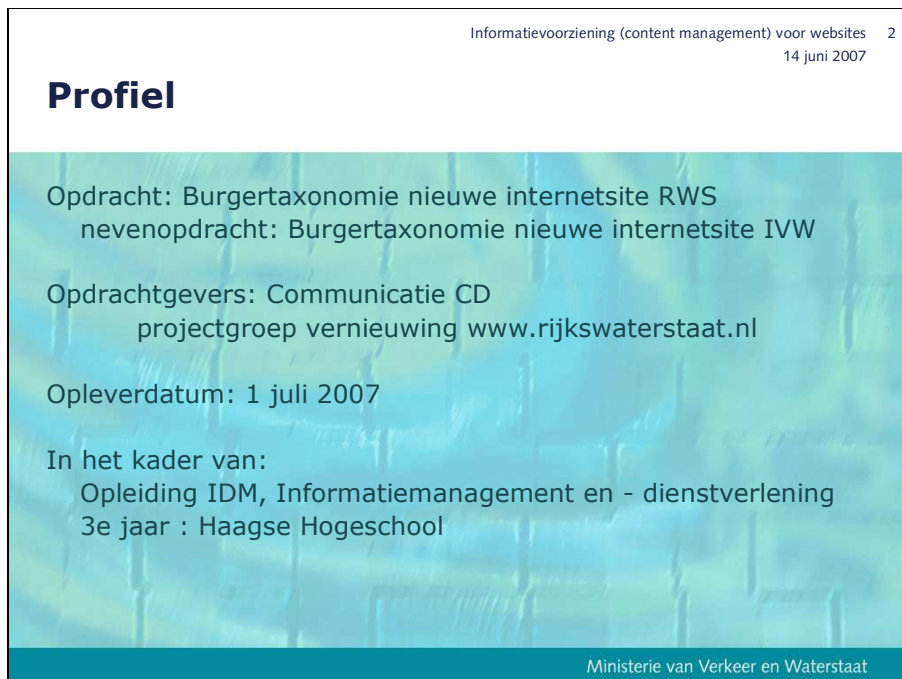 Informatievoorziening (content management) voor websites 2
14 juni 2007
Profiel
Opdracht: Burgertaxonomie nieuwe internetsite RWS
nevenopdracht: Burgertaxonomie nieuwe internetsite IVW
Opdrachtgevers: Communicatie CD
projectgroep vernieuwing www.rijkswaterstaat.nl
Opleverdatum: 1 juli 2007
In het kader van:
Opleiding IDM, Informatiemanagement en - dienstverlening
3e jaar : Haagse Hogeschool
Ministerie van Verkeer en Waterstaat